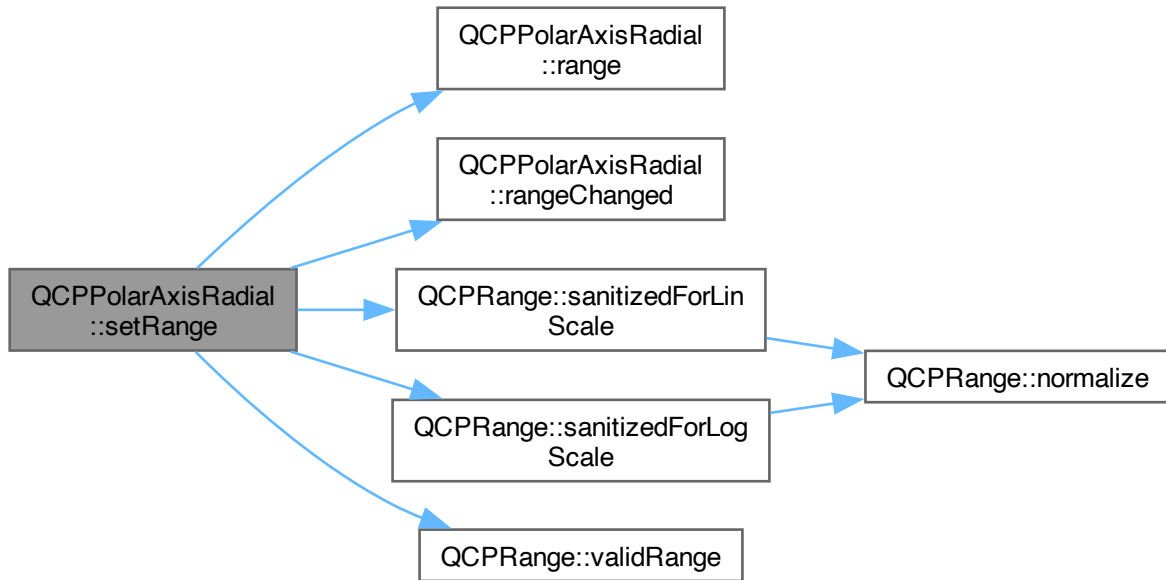 QCPPolarAxisRadial
::range
QCPPolarAxisRadial
::rangeChanged
QCPPolarAxisRadial
::setRange
QCPRange::sanitizedForLin
Scale
QCPRange::normalize
QCPRange::sanitizedForLog
Scale
QCPRange::validRange